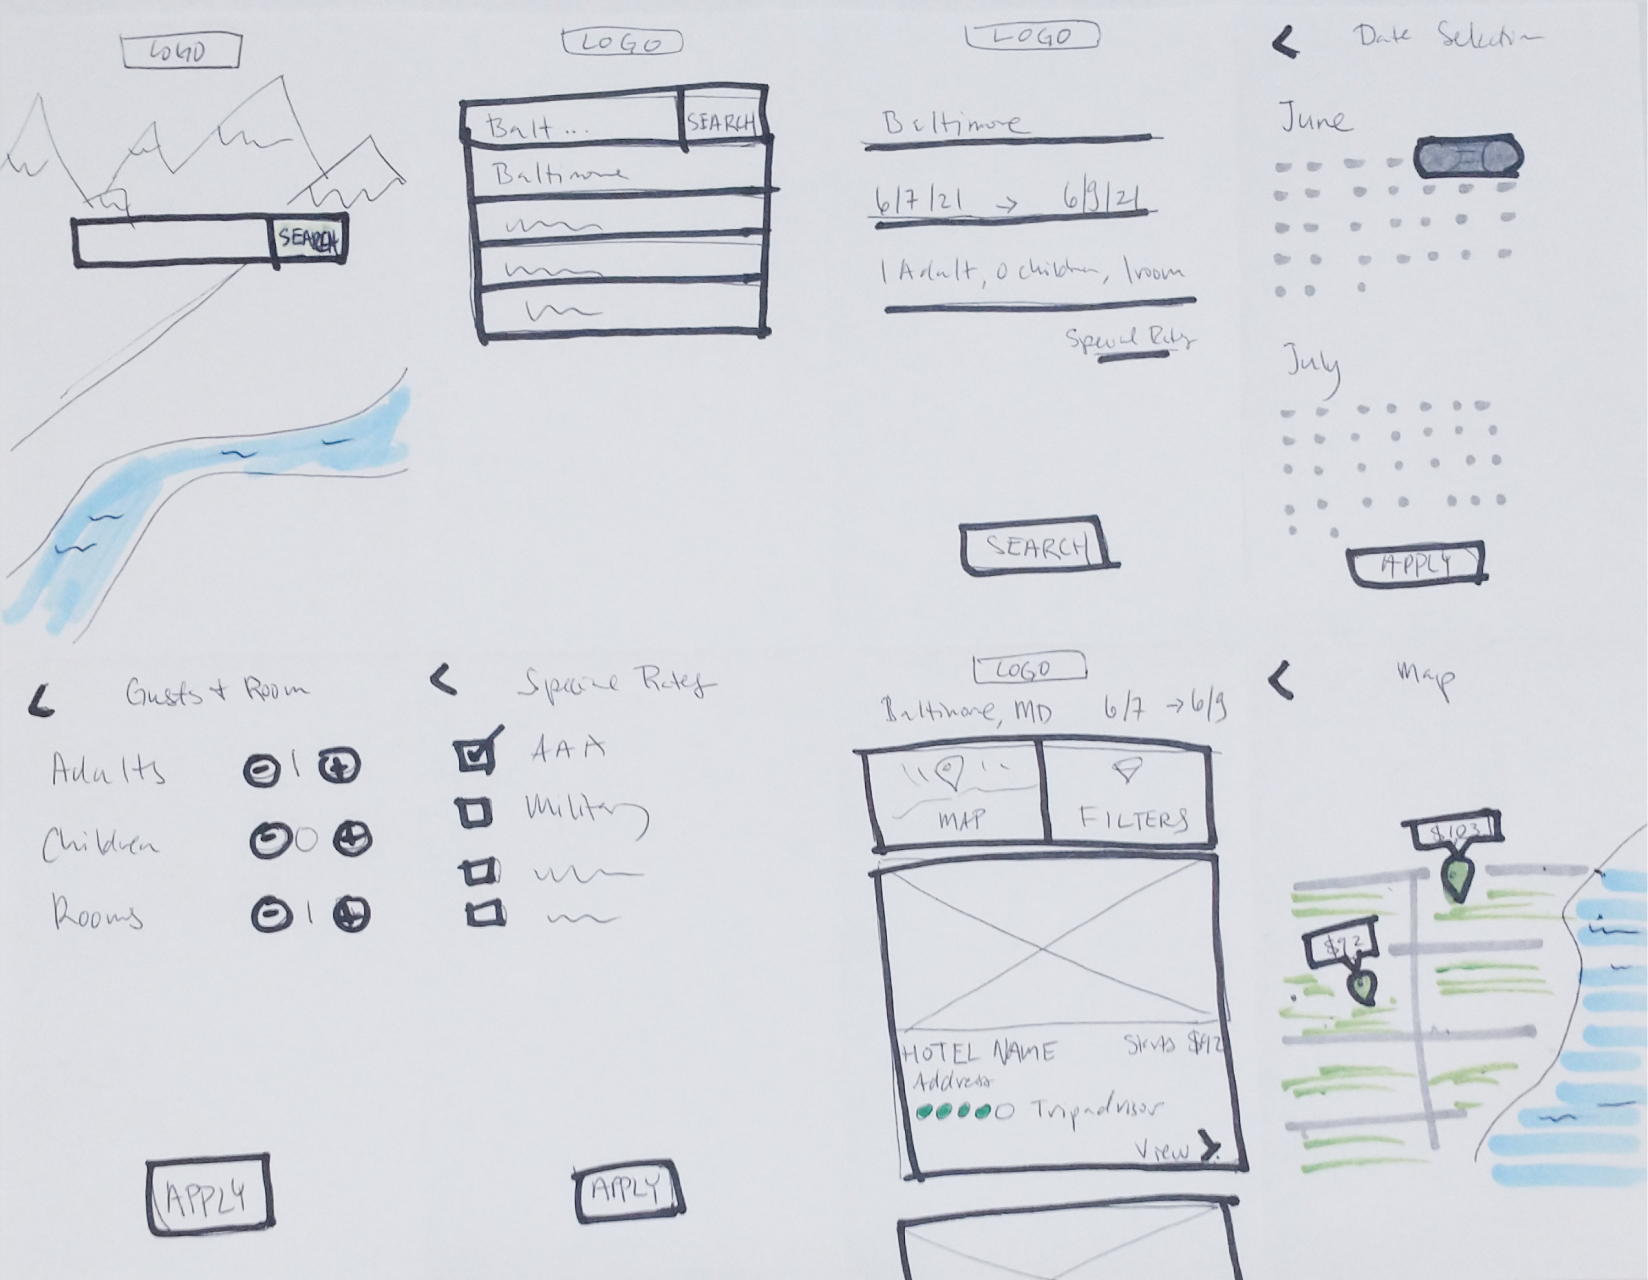 LOGO
SEARCH
LOGO
Balt... SEARCH
Baltimore
LOGO
Baltimore
6/7/21 → 6/9/21
1 Adult, 0 children, 1 room
Special Rates
SEARCH
< Date Selection
June
July
APPLY
< Gusts + Room
Adults - 1 +
Children - 0 +
Rooms - 1 +
APPLY
< Special Rates
AAA
Military
APPLY
LOGO
Baltimore, MD 6/7 → 6/9
MAP FILTERS
HOTEL NAME Starts $92
Address
Tripadvisor
View >
< Map
$103
$92